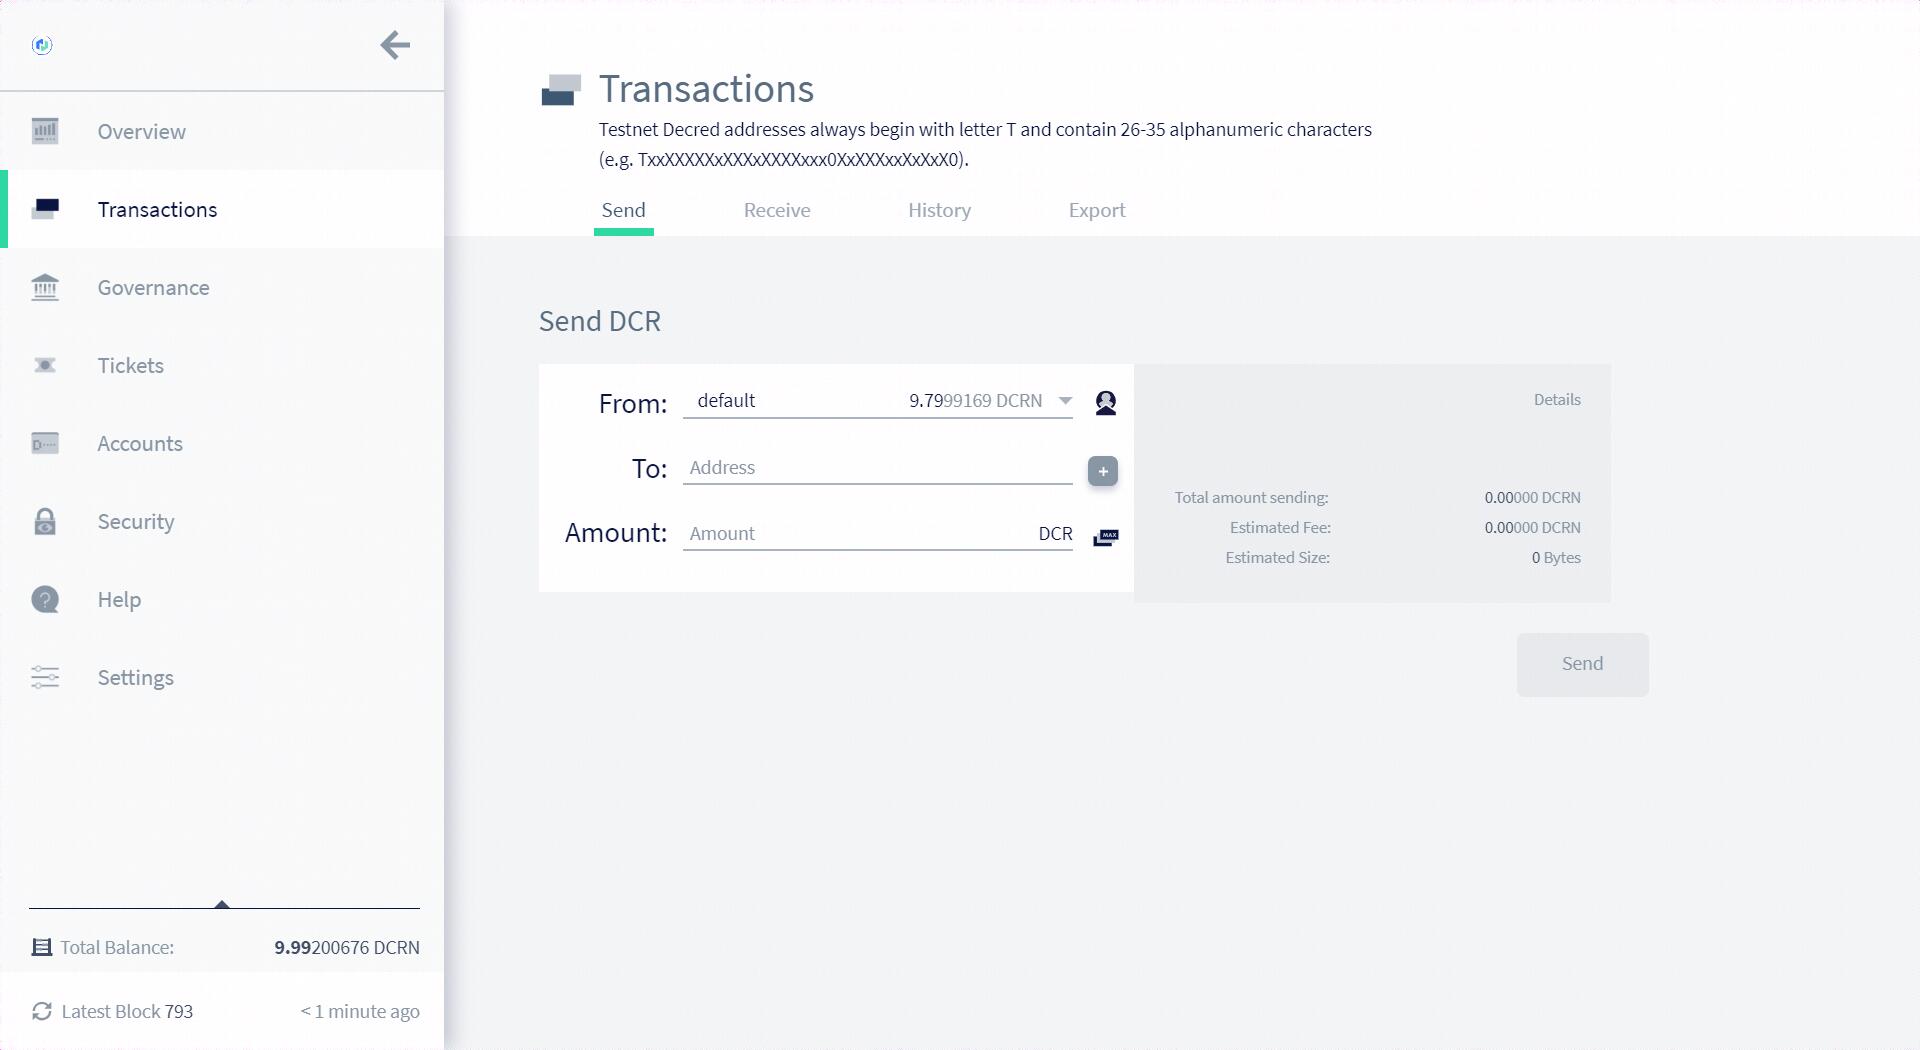 Overview
Transactions
Governance
Tickets
Accounts
Security
Help
Settings
Total Balance: 9.99200676 DCRN
Latest Block 793 < 1 minute ago
Transactions
Testnet Decred addresses always begin with letter T and contain 26-35 alphanumeric characters
(e.g. TxxXXXXXxXXXxXXXXxxx0XxXXXxxXxXxX0).
Send Receive History Export
Send DCR
From: default 9.7999169 DCRN
To: Address +
Amount: Amount DCR MAX
Details
Total amount sending: 0.00000 DCRN
Estimated Fee: 0.00000 DCRN
Estimated Size: 0 Bytes
Send